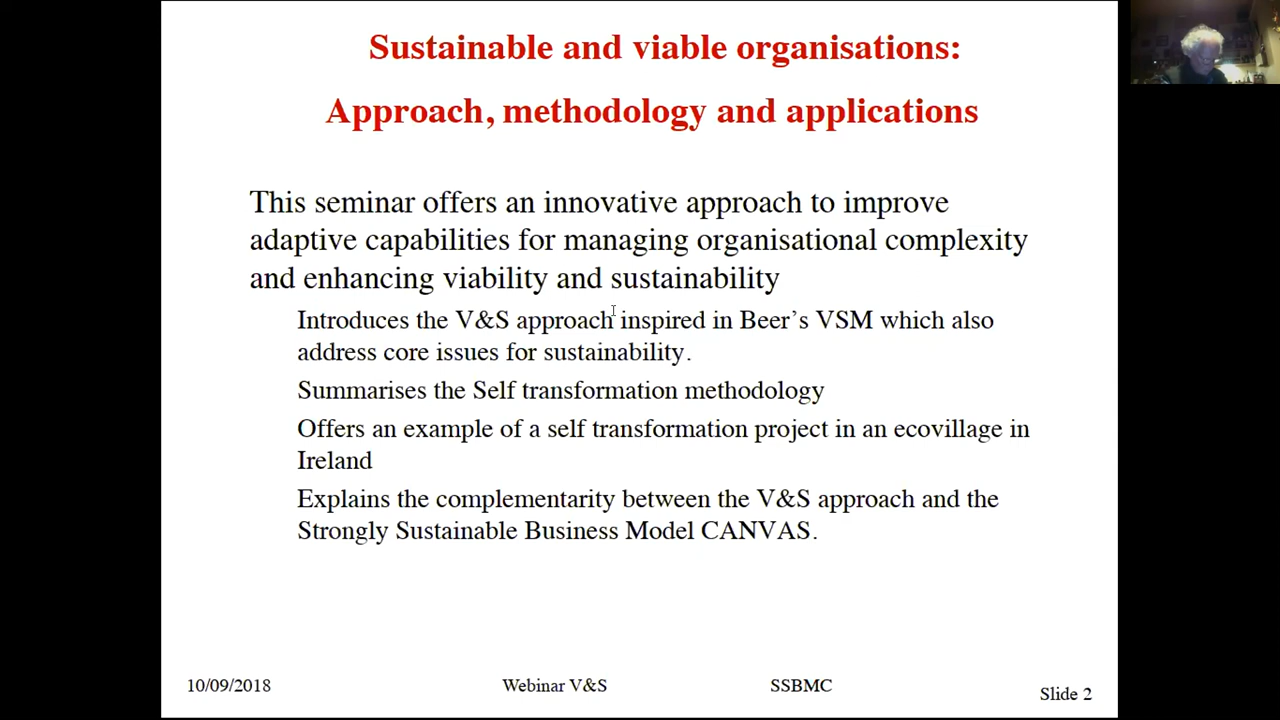 Sustainable and viable organisations:
Approach, methodology and applications
This seminar offers an innovative approach to improve
adaptive capabilities for managing organisational complexity
and enhancing viability and sustainability
Introduces the V&S approach inspired in Beer's VSM which also
address core issues for sustainability.
Summarises the Self transformation methodology
Offers an example of a self transformation project in an ecovillage in
Ireland
Explains the complementarity between the V&S approach and the
Strongly Sustainable Business Model CANVAS.
10/09/2018 Webinar V&S SSBMC Slide 2